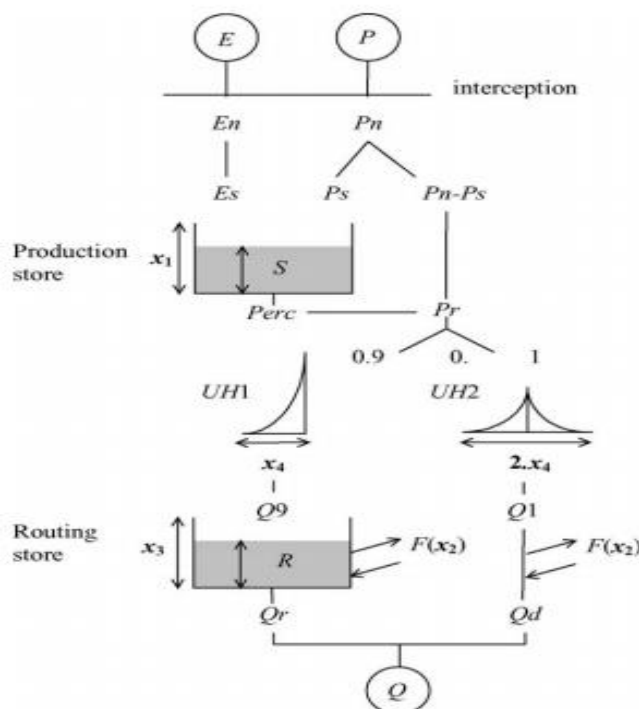 E P
interception
En Pn
Es Ps Pn-Ps
Production
store
x₁
S
Perc Pr
0.9 0. 1
UH1 UH2
x₄ 2.x₄
Q9 Q1
Routing
store
x₃
R
F(x₂) F(x₂)
Qr Qd
Q